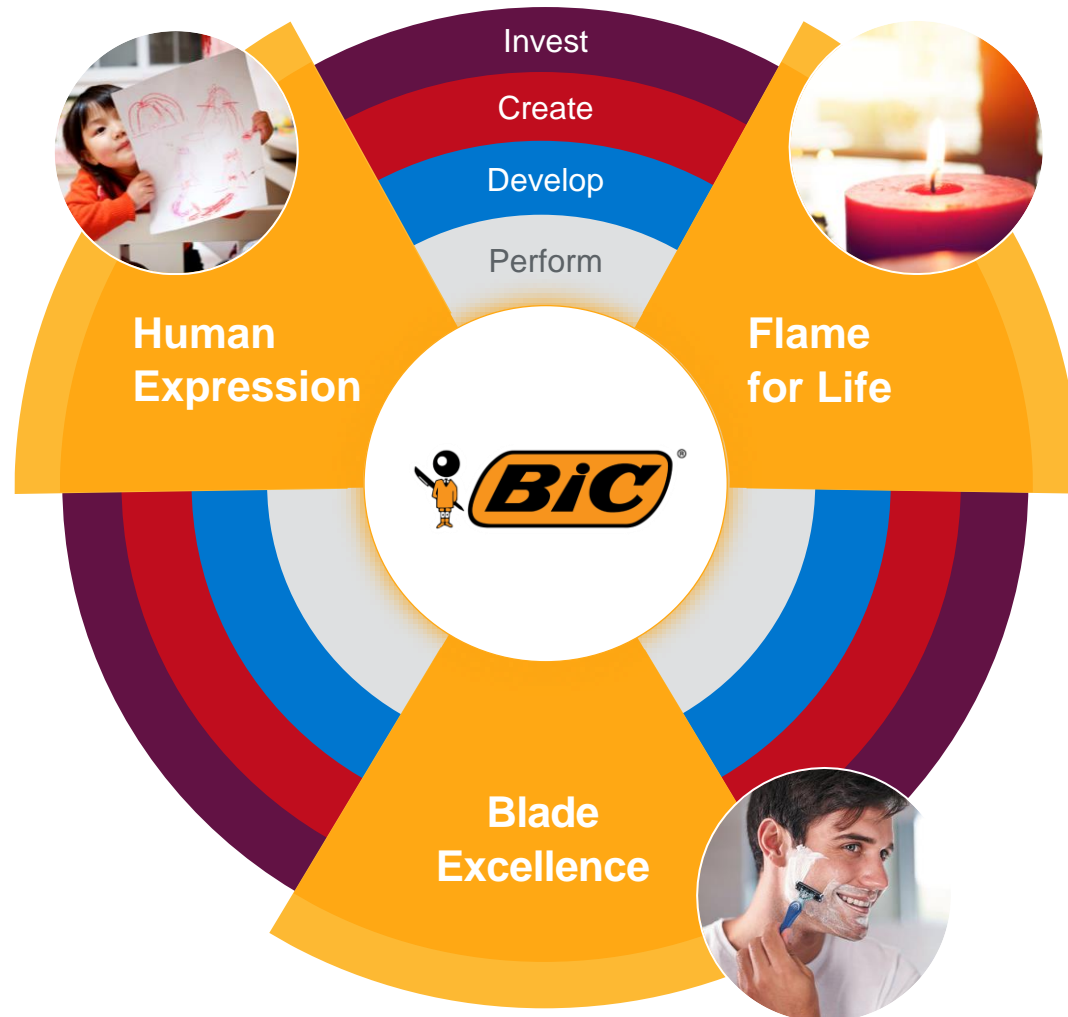 Invest
Create
Develop
Perform
Human
Expression
Flame
for Life
BiC®
Blade
Excellence